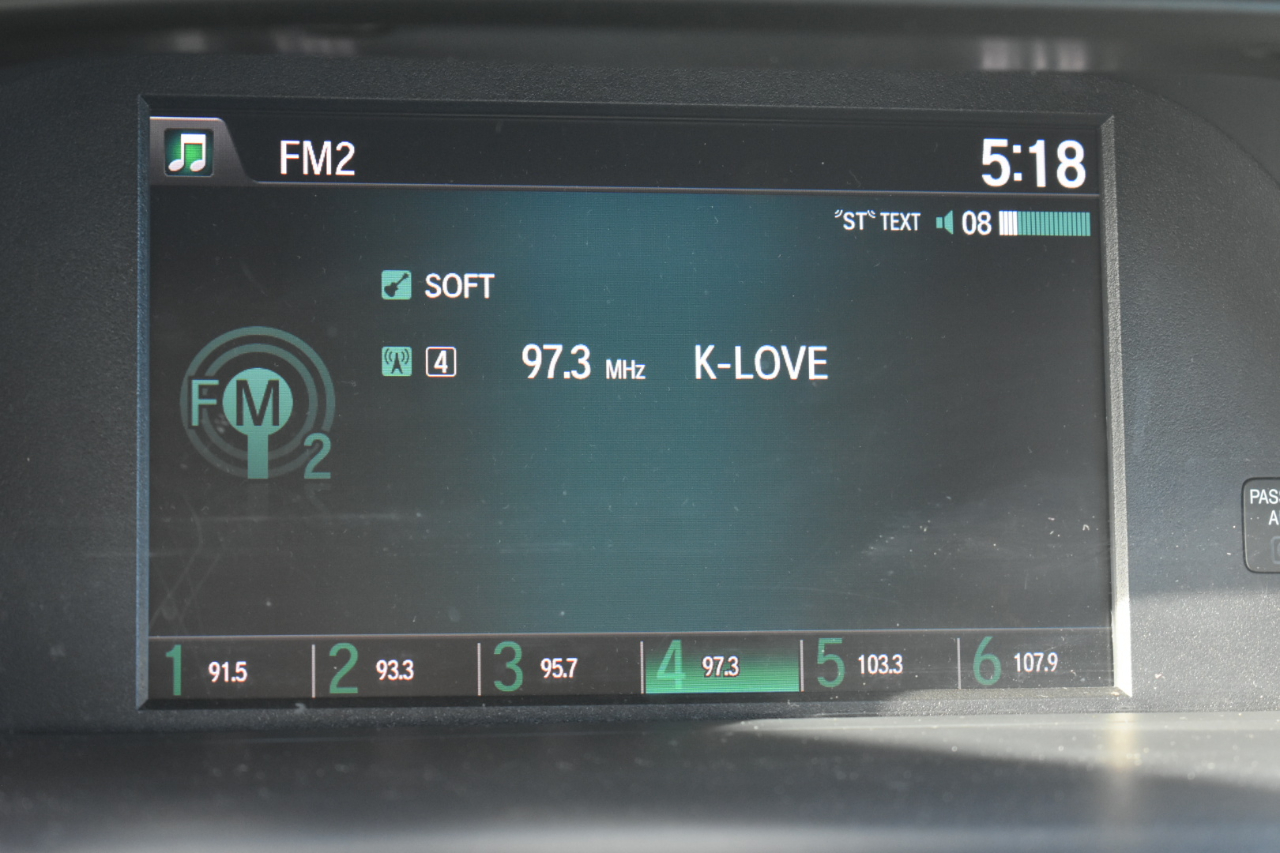 FM2 5:18
ST TEXT 08
SOFT
4 97.3 MHz K-LOVE
FM2
1 91.5 2 93.3 3 95.7 4 97.3 5 103.3 6 107.9